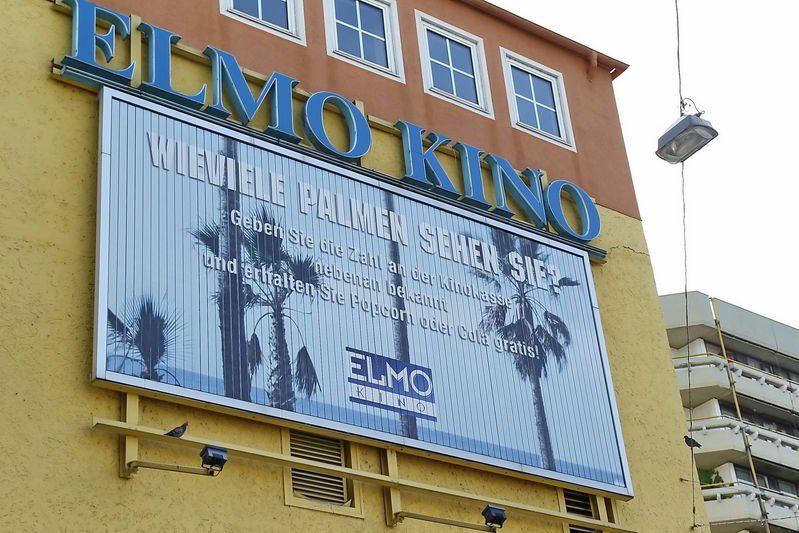 ELMO KINO
WIEVIELE PALMEN SEHEN SIE?
Geben Sie die Zahl an der Kinokasse
nebenan bekannt
und erhalten Sie Popcorn oder Cola gratis!
ELMO
KINO